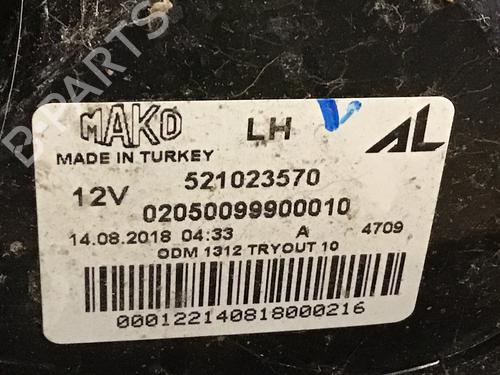 B-PARTS
MAKO LH AL
MADE IN TURKEY
12V 521023570
02050099900010
14.08.2018 04:33 A 4709
ODM 1312 TRYOUT 10
000122140818000216